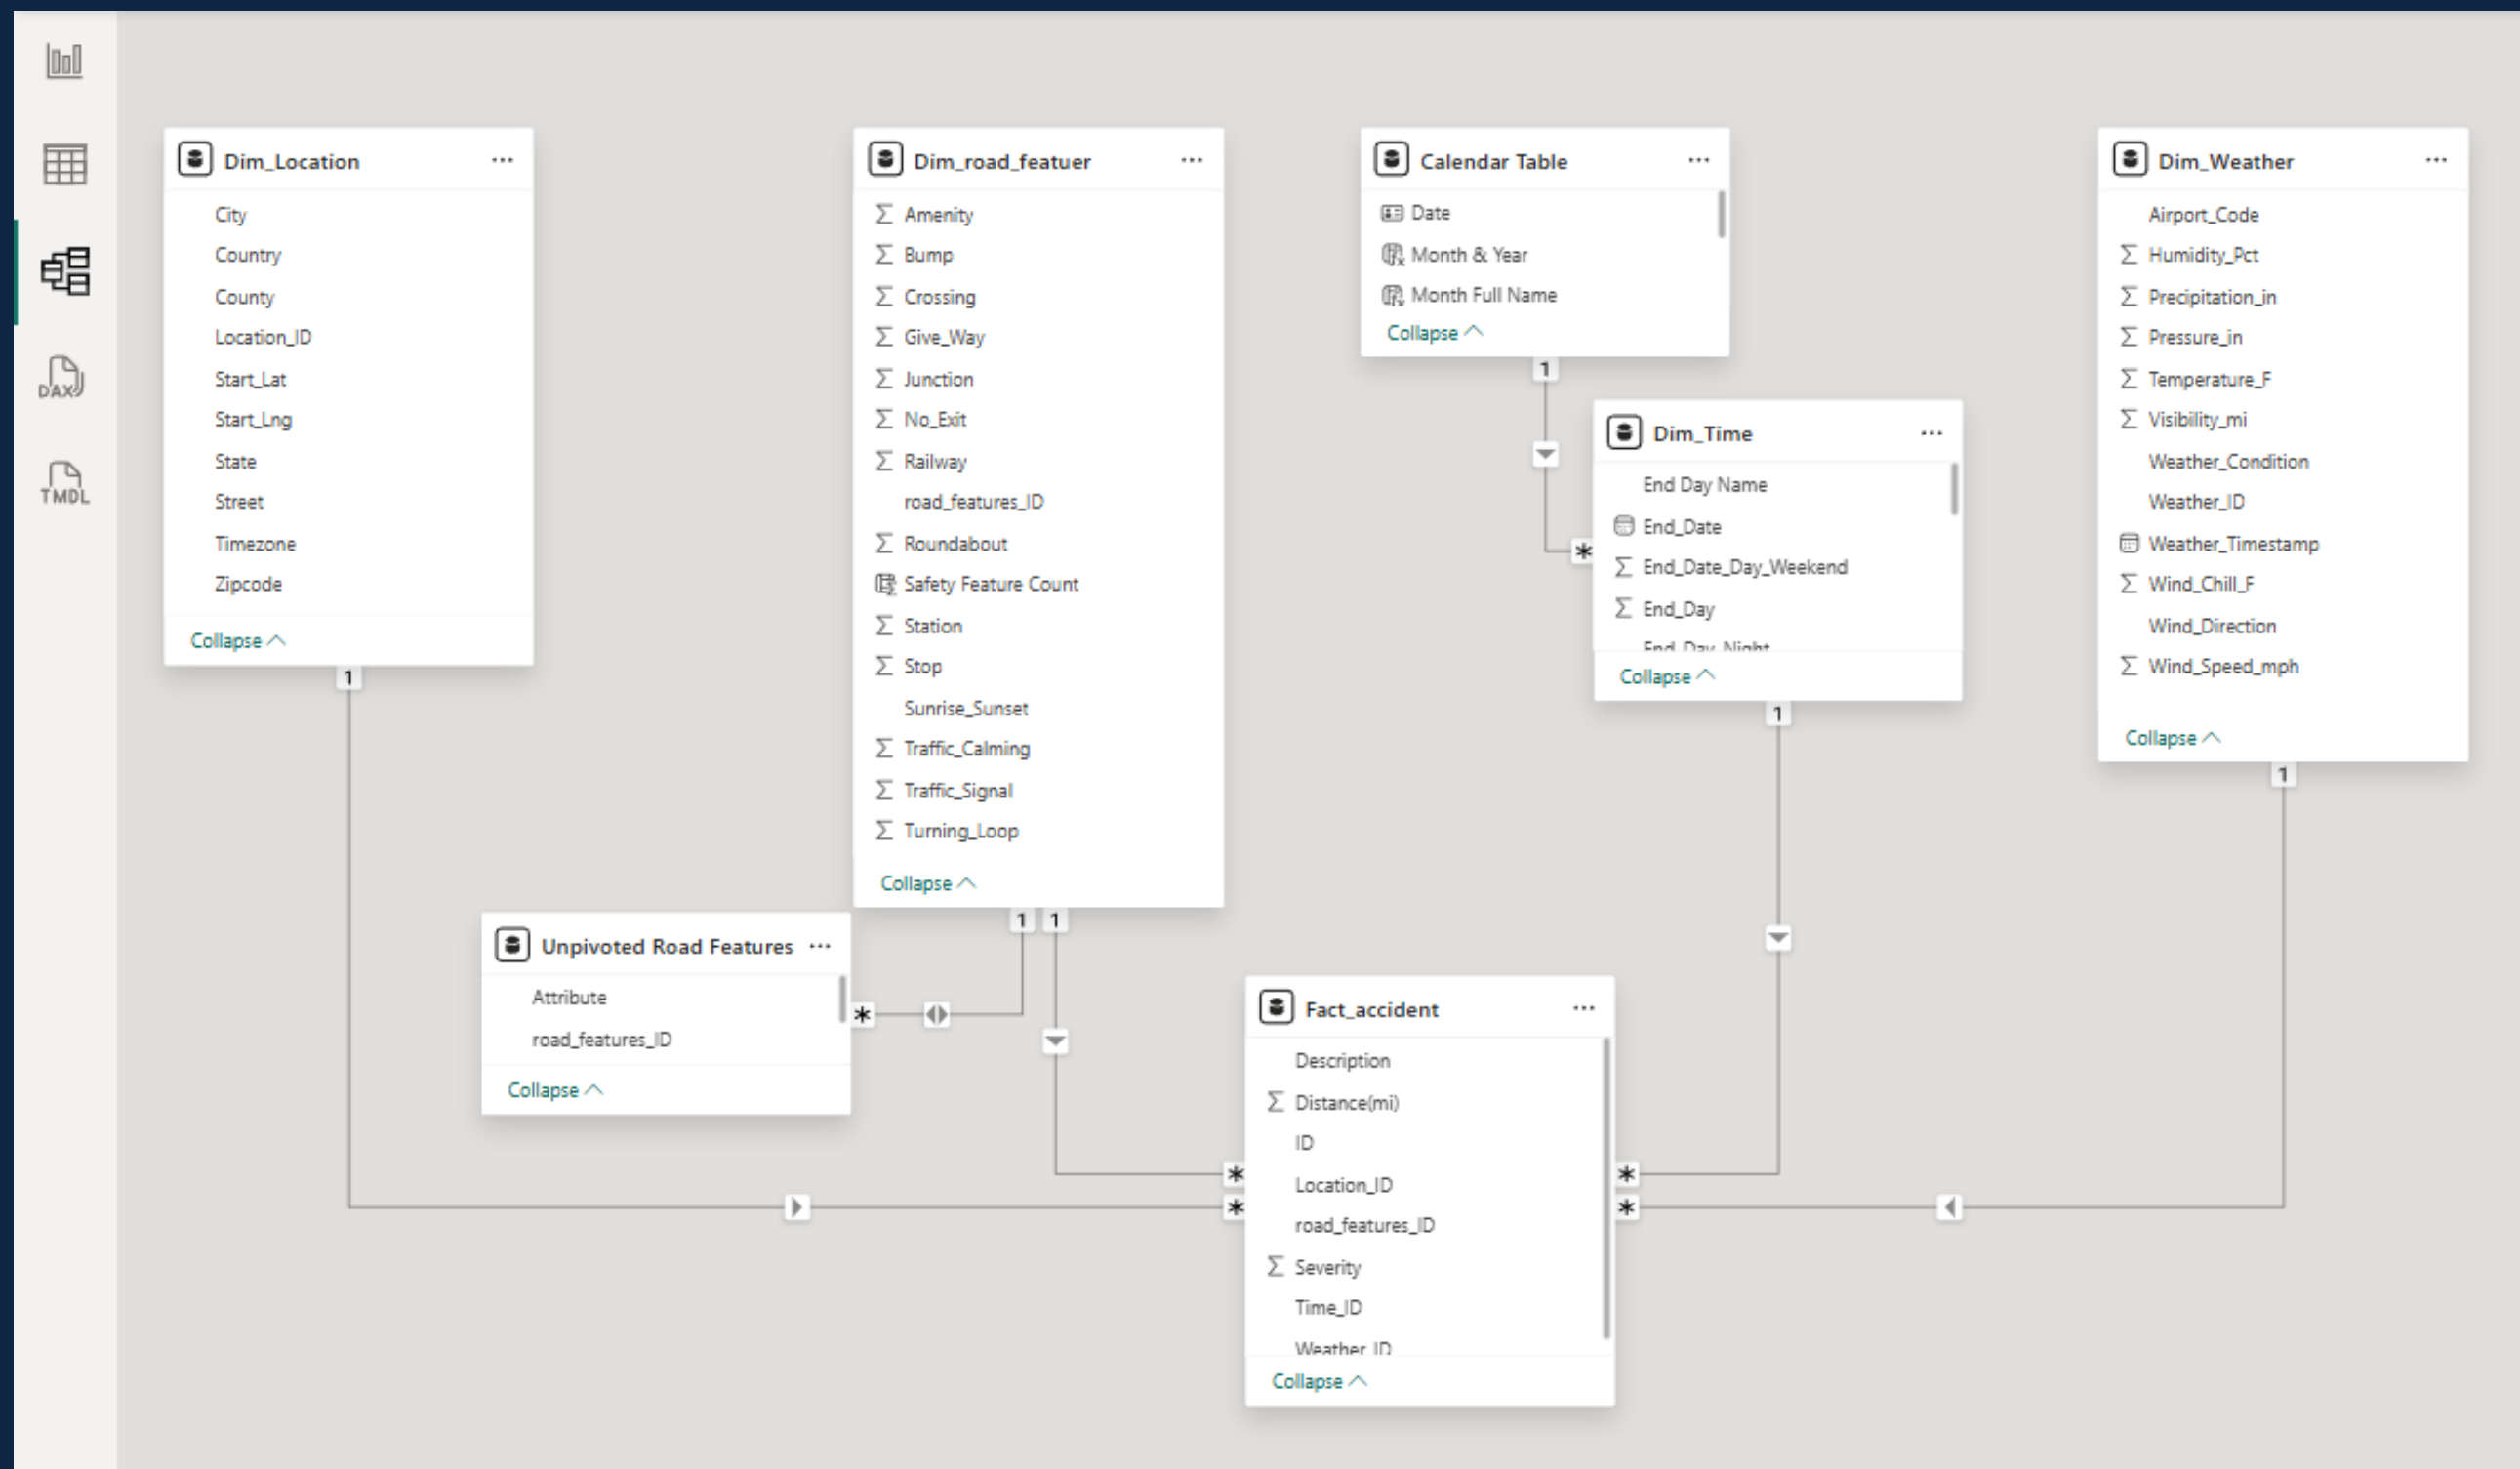 DAX
TMDL
Dim_Location
City
Country
County
Location_ID
Start_Lat
Start_Lng
State
Street
Timezone
Zipcode
Collapse
1
Dim_road_featuer
Amenity
Bump
Crossing
Give_Way
Junction
No_Exit
Railway
road_features_ID
Roundabout
Safety Feature Count
Station
Stop
Sunrise_Sunset
Traffic_Calming
Traffic_Signal
Turning_Loop
Collapse
1 1
Calendar Table
Date
Month & Year
Month Full Name
Collapse
1
*
Dim_Time
End Day Name
End_Date
End_Date_Day_Weekend
End_Day
End_Day_Night
Collapse
1
Dim_Weather
Airport_Code
Humidity_Pct
Precipitation_in
Pressure_in
Temperature_F
Visibility_mi
Weather_Condition
Weather_ID
Weather_Timestamp
Wind_Chill_F
Wind_Direction
Wind_Speed_mph
Collapse
1
Unpivoted Road Features
Attribute
road_features_ID
Collapse
*
Fact_accident
Description
Distance(mi)
ID
Location_ID
road_features_ID
Severity
Time_ID
Weather_ID
Collapse
* *
* *